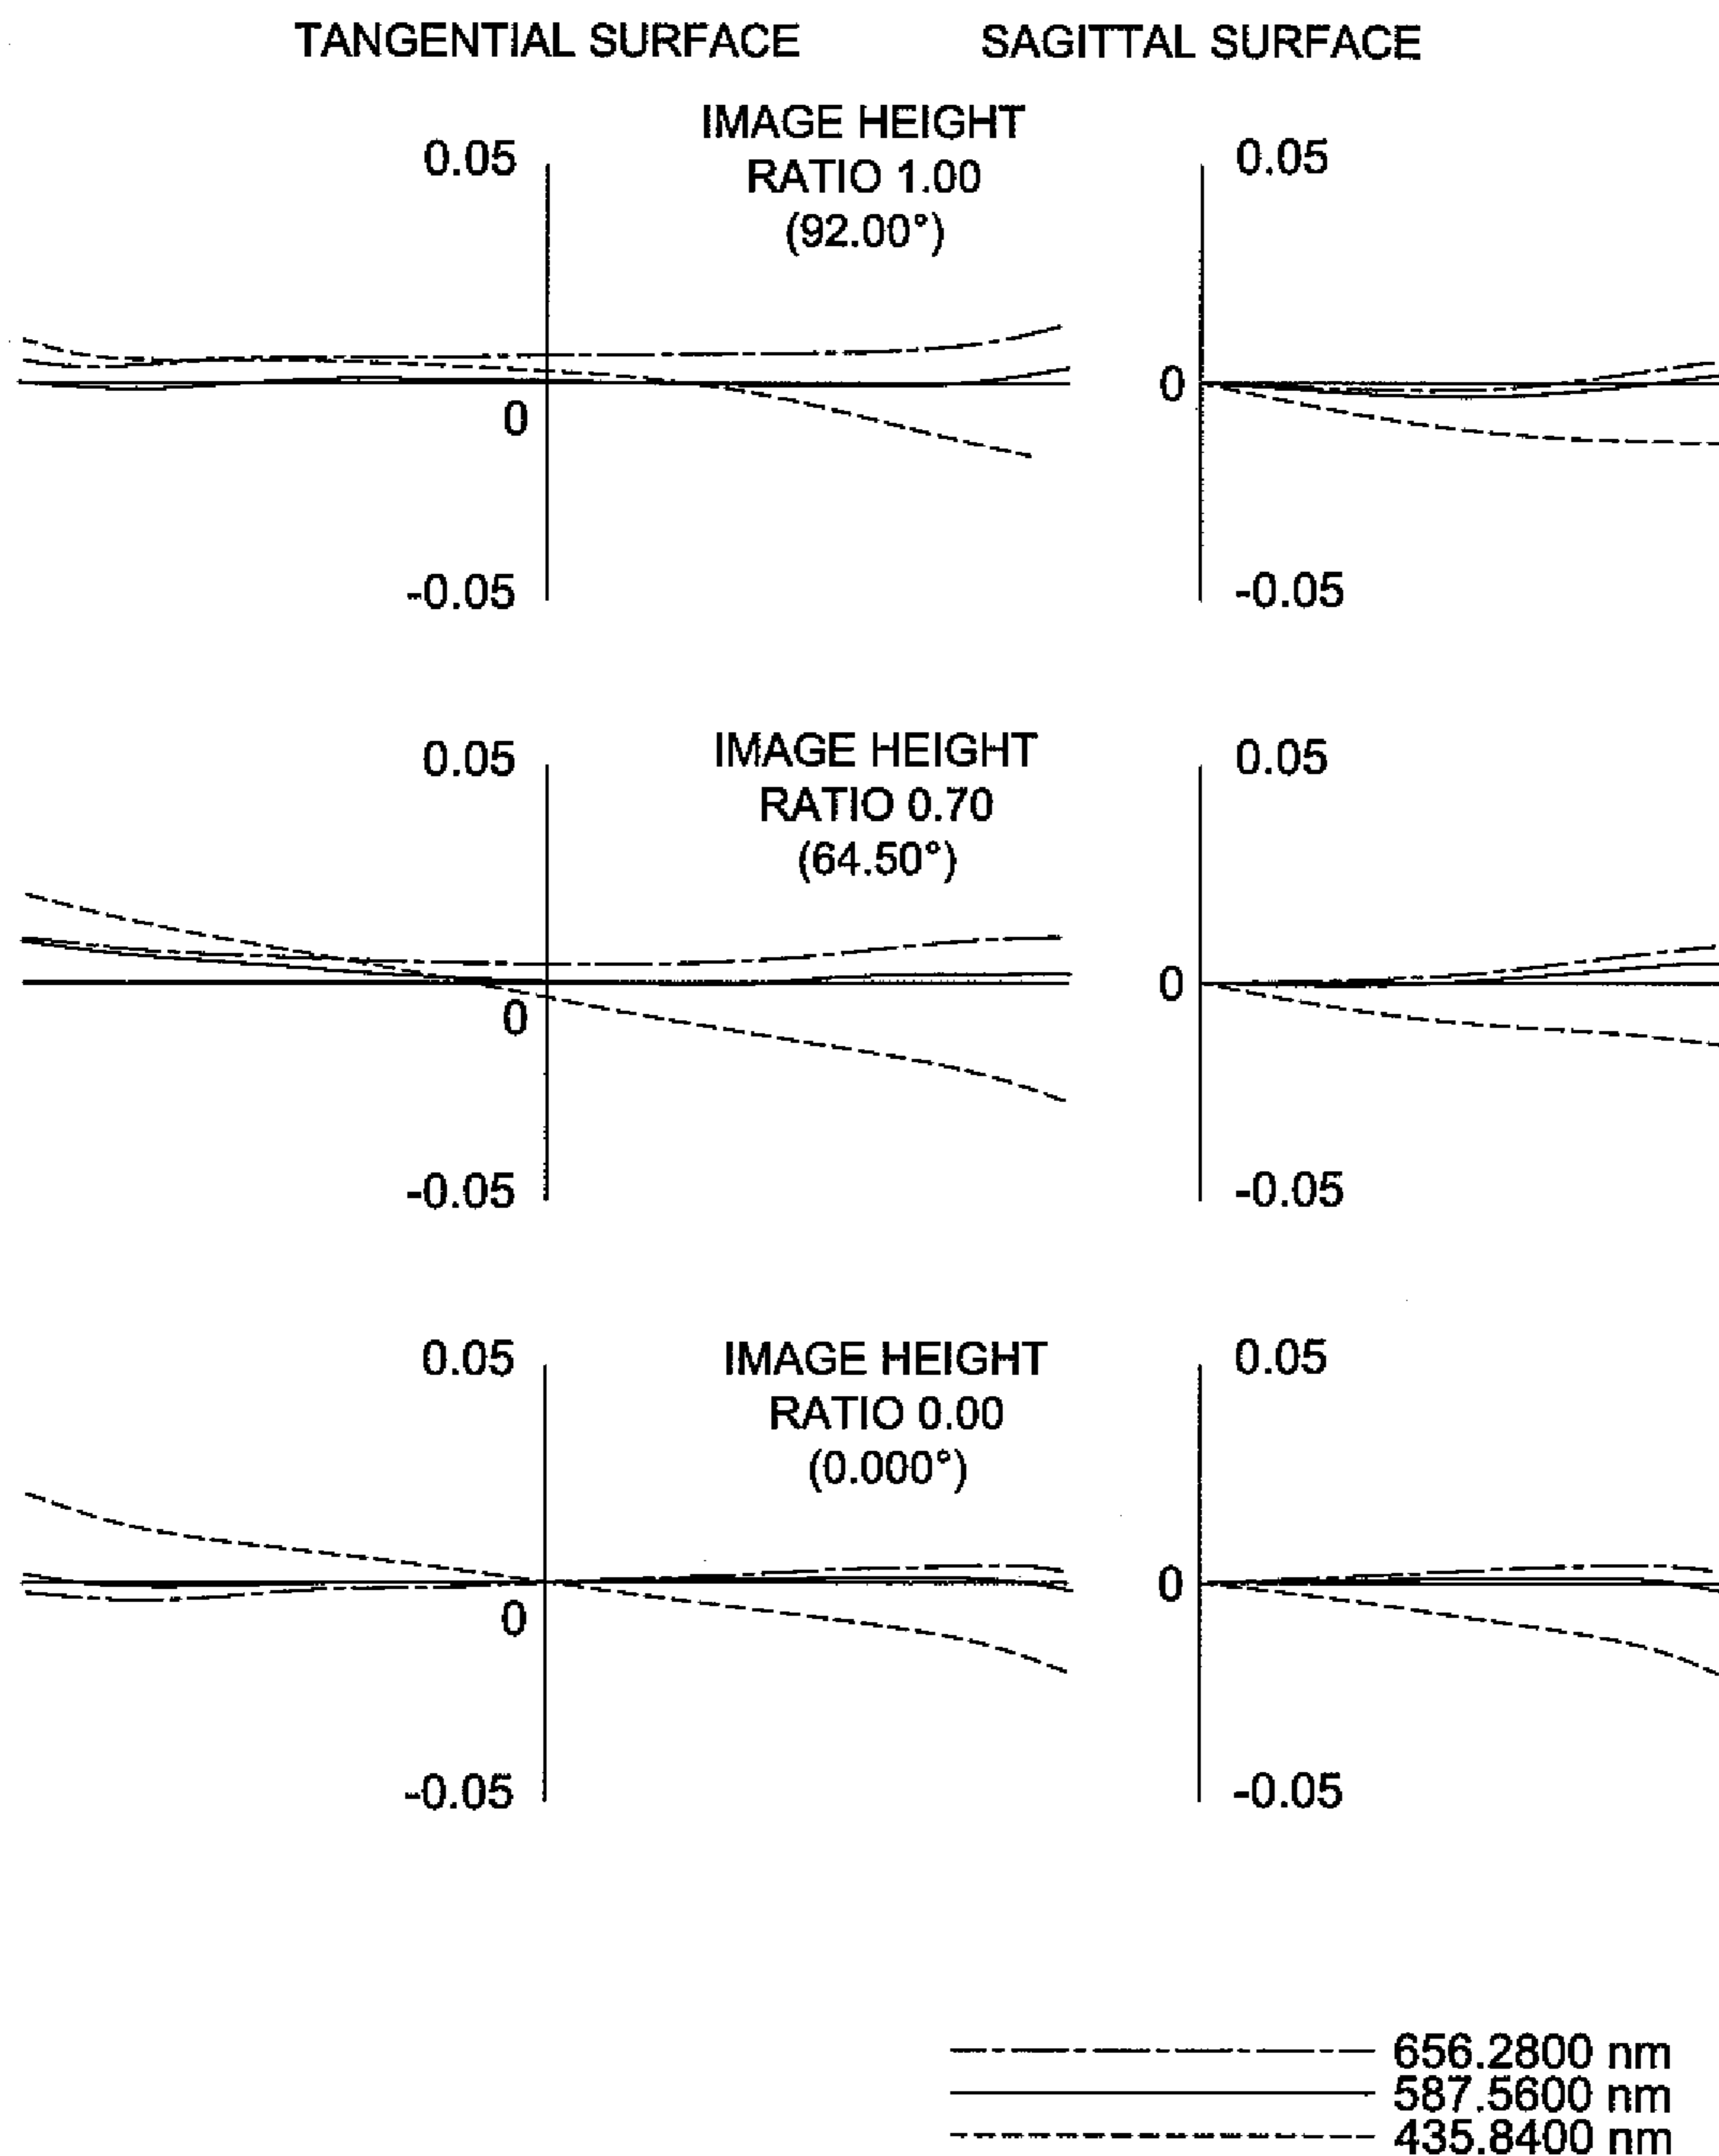 TANGENTIAL SURFACE SAGITTAL SURFACE
IMAGE HEIGHT
RATIO 1.00
(92.00°)
0.05
0
-0.05
0.05
0
-0.05
IMAGE HEIGHT
RATIO 0.70
(64.50°)
0.05
0
-0.05
0.05
0
-0.05
IMAGE HEIGHT
RATIO 0.00
(0.000°)
0.05
0
-0.05
0.05
0
-0.05
656.2800 nm
587.5600 nm
435.8400 nm